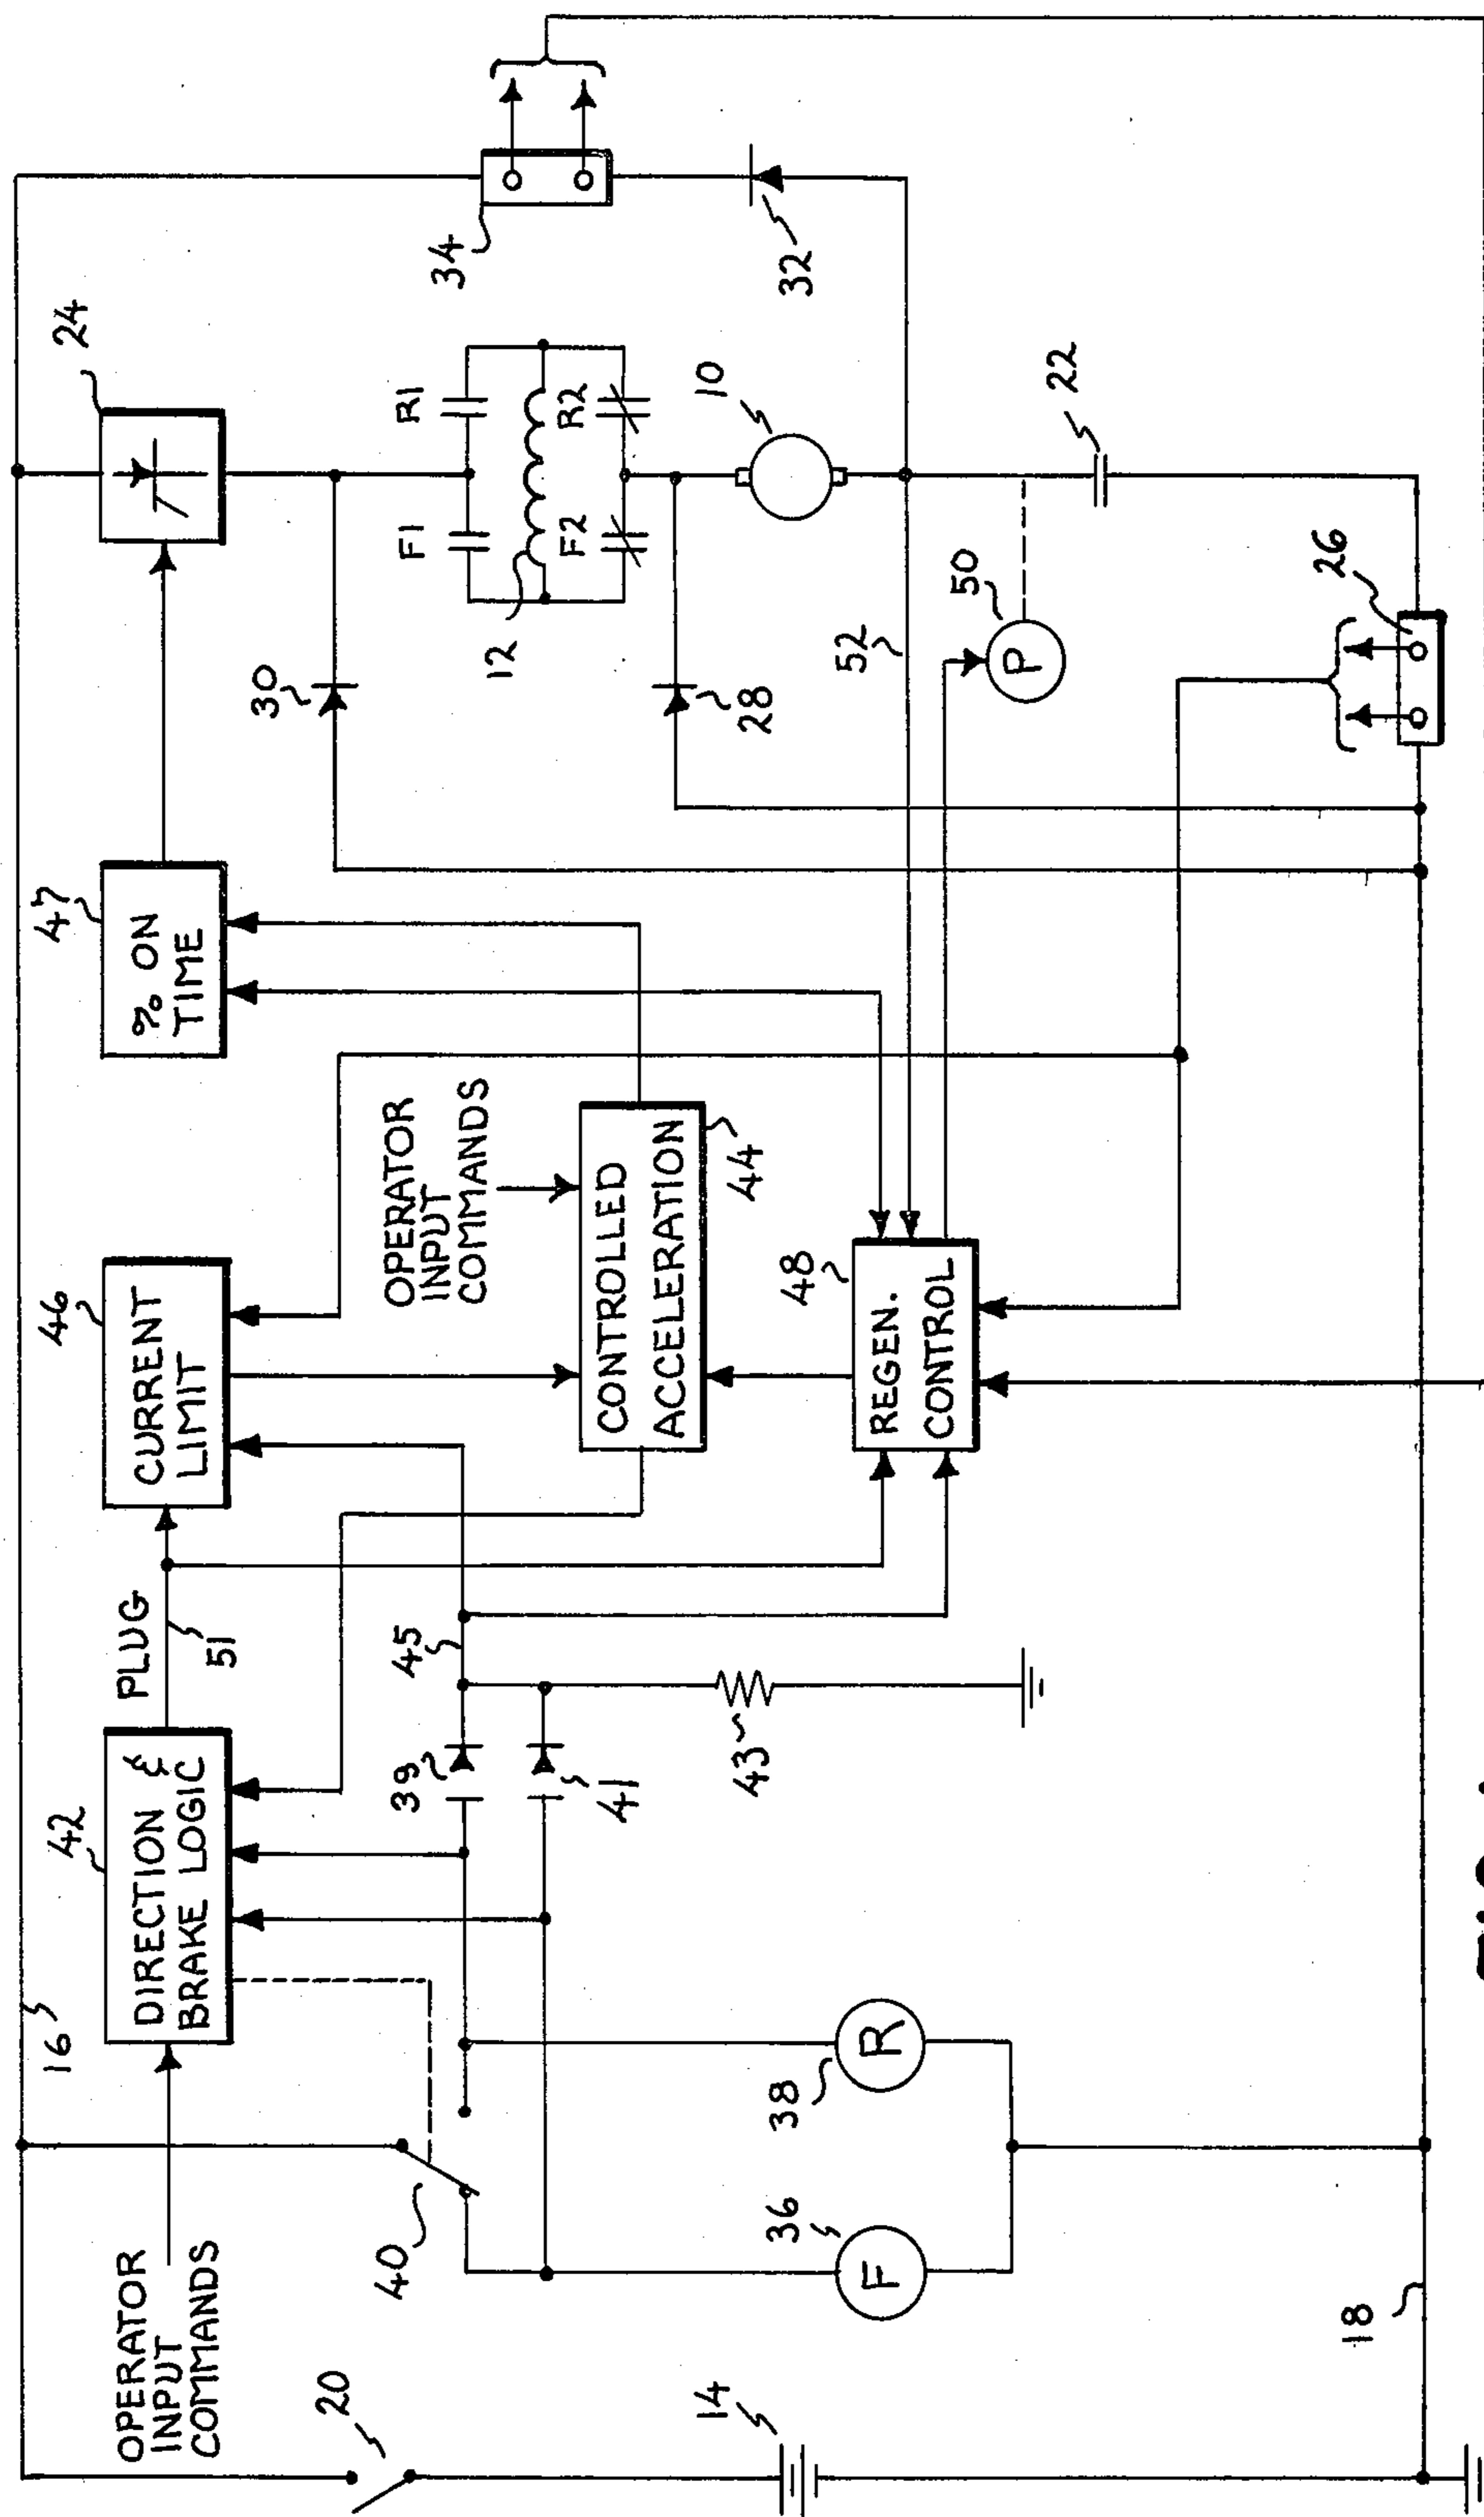 OPERATOR
INPUT
COMMANDS
16
42
DIRECTION &
BRAKE LOGIC
PLUG
51
46
CURRENT
LIMIT
47
% ON
TIME
24
20
40
39
41
45
OPERATOR
INPUT
COMMANDS
CONTROLLED
ACCELERATION
44
30
F1
R1
12
F2
R2
34
32
28
10
14
36
F
38
R
43
48
REGEN.
CONTROL
52
50
P
22
26
18